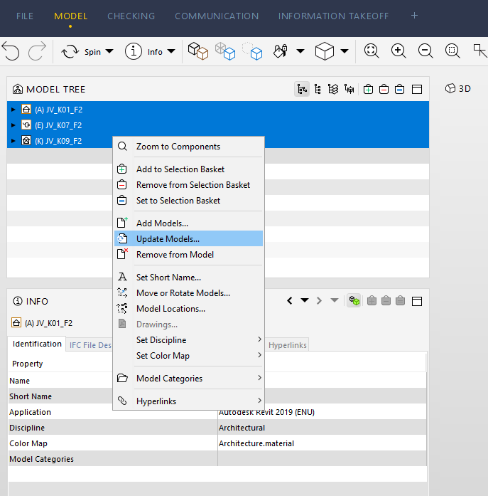 FILE MODEL CHECKING COMMUNICATION INFORMATION TAKEOFF +
Spin Info
MODEL TREE
3D
(A) JV_K01_F2
(E) JV_K07_F2
(K) JV_K09_F2
Zoom to Components
Add to Selection Basket
Remove from Selection Basket
Set to Selection Basket
Add Models...
Update Models...
Remove from Model
Set Short Name...
Move or Rotate Models...
Model Locations...
Drawings...
Set Discipline
Set Color Map
Model Categories
Hyperlinks
INFO
(A) JV_K01_F2
Identification IFC File Des Hyperlinks
Property
Name
Short Name
Application Autodesk Revit 2019 (ENU)
Discipline Architectural
Color Map Architecture.material
Model Categories